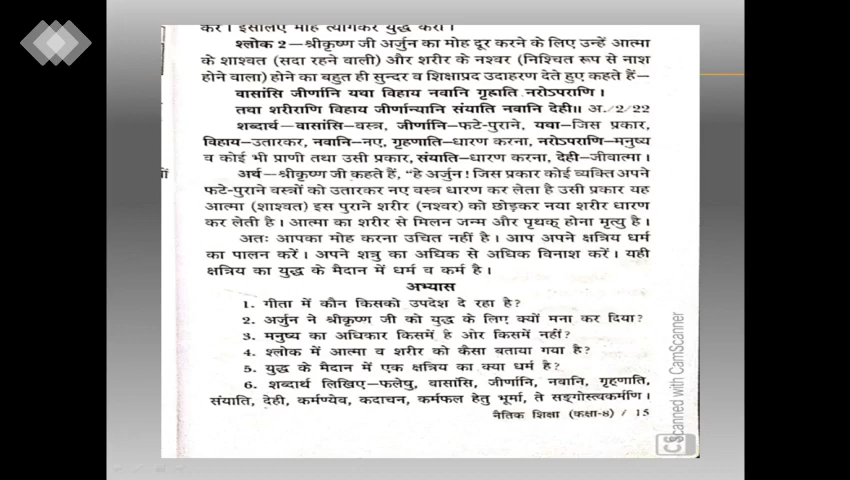 करें। इसलिए मोह त्यागकर युद्ध करो।
श्लोक 2–श्रीकृष्ण जी अर्जुन का मोह दूर करने के लिए उन्हें आत्मा
के शाश्वत (सदा रहने वाली) और शरीर के नश्वर (निश्चित रूप से नाश
होने वाला) होने का बहुत ही सुन्दर व शिक्षाप्रद उदाहरण देते हुए कहते हैं–
वासांसि जीर्णानि यथा विहाय नवानि गृह्णाति नरोऽपराणि।
तथा शरीराणि विहाय जीर्णान्यानि संयाति नवानि देही॥ अ./2/22
शब्दार्थ–वासांसि–वस्त्र, जीर्णानि–फटे-पुराने, यथा–जिस प्रकार,
विहाय–उतारकर, नवानि–नए, गृहणाति–धारण करना, नरोऽपराणि–मनुष्य
व कोई भी प्राणी तथा उसी प्रकार, संयाति–धारण करना, देही–जीवात्मा।
अर्थ–श्रीकृष्ण जी कहते हैं, "हे अर्जुन! जिस प्रकार कोई व्यक्ति अपने
फटे-पुराने वस्त्रों को उतारकर नए वस्त्र धारण कर लेता है उसी प्रकार यह
आत्मा (शाश्वत) इस पुराने शरीर (नश्वर) को छोड़कर नया शरीर धारण
कर लेती है। आत्मा का शरीर से मिलन जन्म और पृथक् होना मृत्यु है।
अतः आपका मोह करना उचित नहीं है। आप अपने क्षत्रिय धर्म
का पालन करें। अपने शत्रु का अधिक से अधिक विनाश करें। यही
क्षत्रिय का युद्ध के मैदान में धर्म व कर्म है।
अभ्यास
1. गीता में कौन किसको उपदेश दे रहा है?
2. अर्जुन ने श्रीकृष्ण जी को युद्ध के लिए क्यों मना कर दिया?
3. मनुष्य का अधिकार किसमें है ओर किसमें नहीं?
4. श्लोक में आत्मा व शरीर को कैसा बताया गया है?
5. युद्ध के मैदान में एक क्षत्रिय का क्या धर्म है?
6. शब्दार्थ लिखिए–फलेषु, वासांसि, जीर्णानि, नवानि, गृहणाति,
संयाति, देही, कर्मण्येव, कदाचन, कर्मफल हेतु भूर्मा, ते सङ्गोस्त्यकर्मणि।
नैतिक शिक्षा (कक्षा-8) / 15
CS Scanned with CamScanner